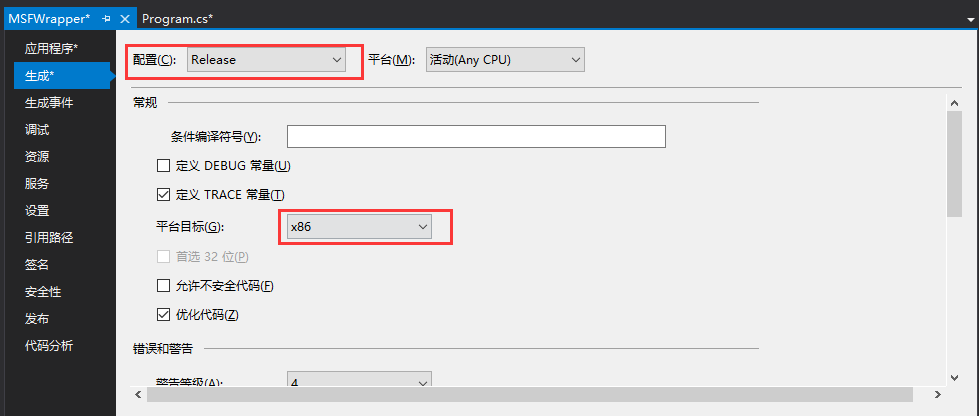 MSFWrapper* Program.cs*
应用程序*
生成*
生成事件
调试
资源
服务
设置
引用路径
签名
安全性
发布
代码分析
配置(C): Release 平台(M): 活动(Any CPU)
常规
条件编译符号(Y):
定义 DEBUG 常量(U)
定义 TRACE 常量(T)
平台目标(G): x86
首选 32 位(P)
允许不安全代码(F)
优化代码(Z)
错误和警告
警告等级(A): 4